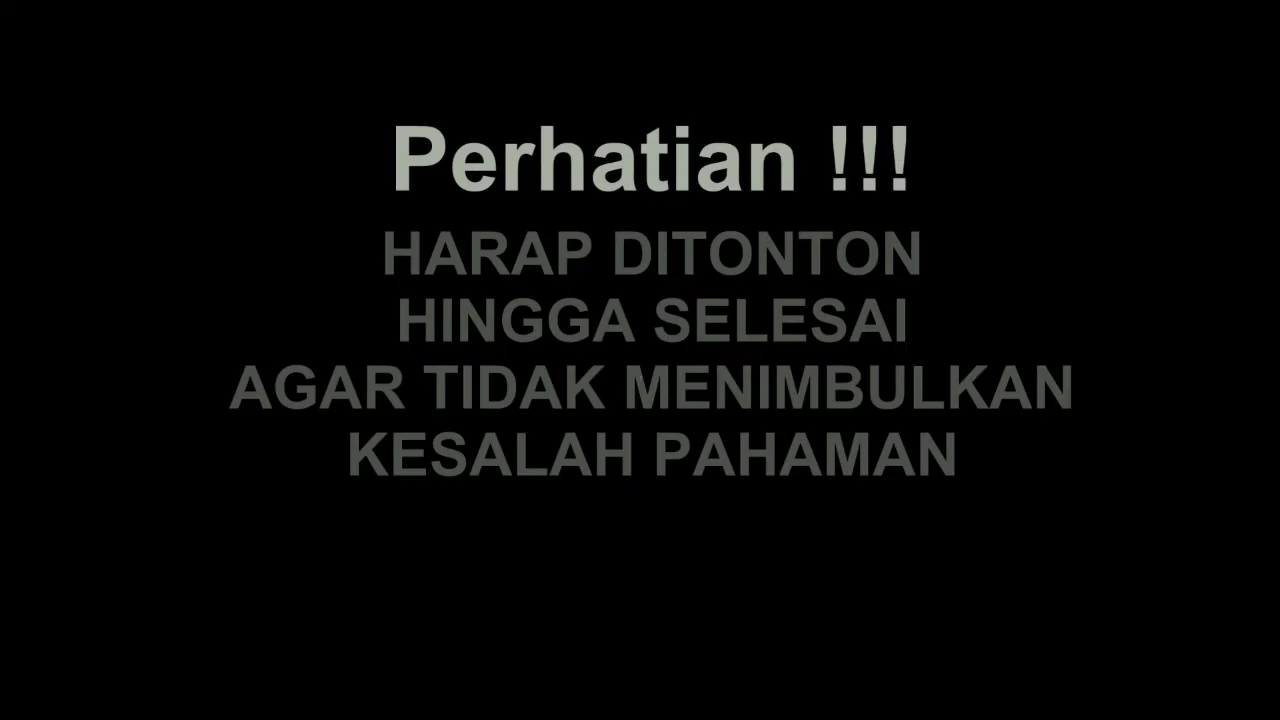 Perhatian !!!
HARAP DITONTON
HINGGA SELESAI
AGAR TIDAK MENIMBULKAN
KESALAH PAHAMAN